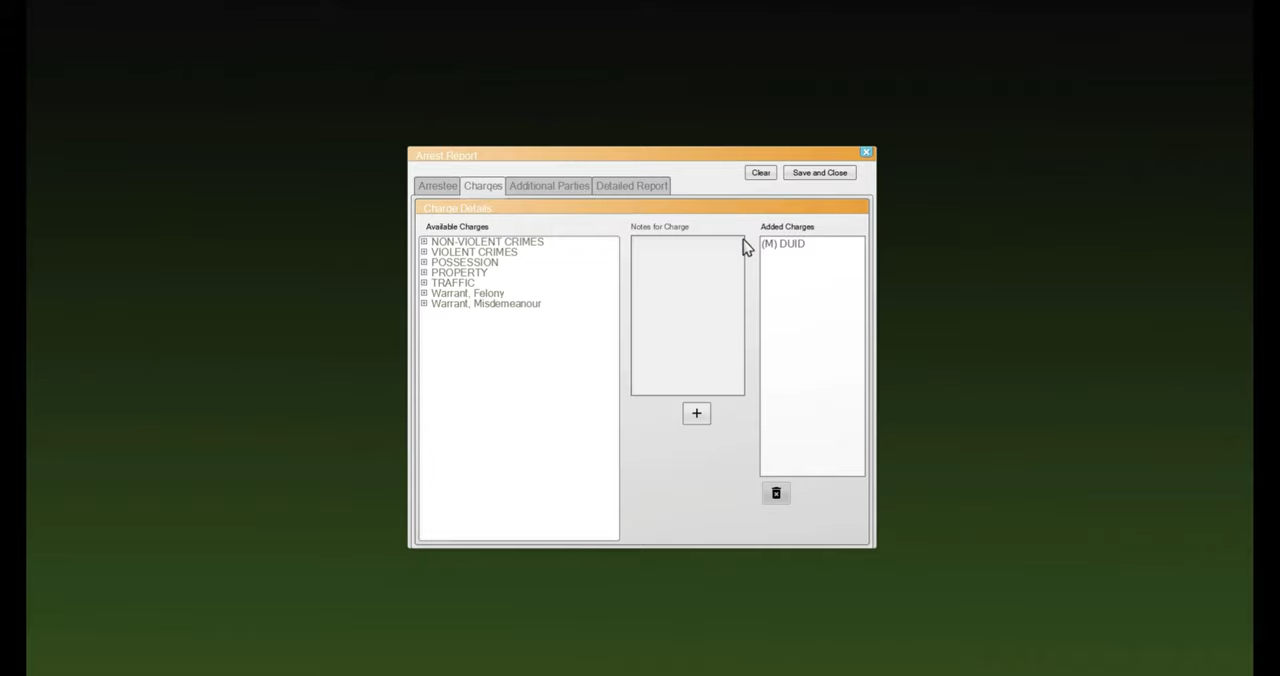 Arrest Report
Clear
Save and Close
Arrestee
Charges
Additional Parties
Detailed Report
Charge Details
Available Charges
Notes for Charge
Added Charges
NON-VIOLENT CRIMES
VIOLENT CRIMES
POSSESSION
PROPERTY
TRAFFIC
Warrant, Felony
Warrant, Misdemeanour
(M) DUID
+